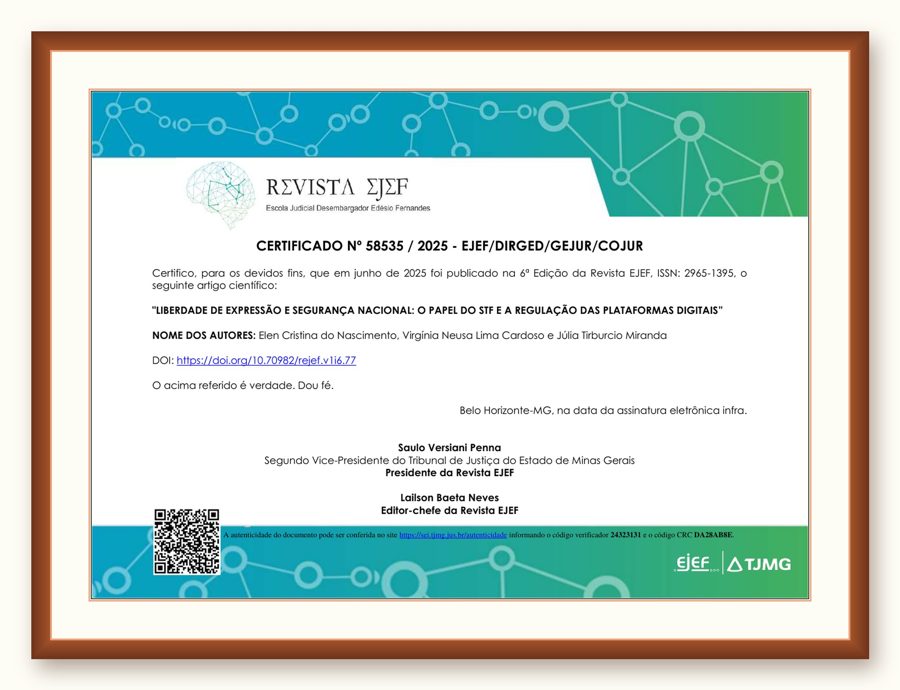 REVISTA EJEF
Escola Judicial Desembargador Edésio Fernandes
CERTIFICADO Nº 58535 / 2025 - EJEF/DIRGED/GEJUR/COJUR
Certifico, para os devidos fins, que em junho de 2025 foi publicado na 6ª Edição da Revista EJEF, ISSN: 2965-1395, o
seguinte artigo científico:
"LIBERDADE DE EXPRESSÃO E SEGURANÇA NACIONAL: O PAPEL DO STF E A REGULAÇÃO DAS PLATAFORMAS DIGITAIS"
NOME DOS AUTORES: Elen Cristina do Nascimento, Virgínia Neusa Lima Cardoso e Júlia Tirburcio Miranda
DOI: https://doi.org/10.70982/rejef.v1i6.77
O acima referido é verdade. Dou fé.
Belo Horizonte-MG, na data da assinatura eletrônica infra.
Saulo Versiani Penna
Segundo Vice-Presidente do Tribunal de Justiça do Estado de Minas Gerais
Presidente da Revista EJEF
Lailson Baeta Neves
Editor-chefe da Revista EJEF
A autenticidade do documento pode ser conferida no site https://sei.tjmg.jus.br/autenticidade informando o código verificador 24323131 e o código CRC DA28AB8E.
EJEF TJMG